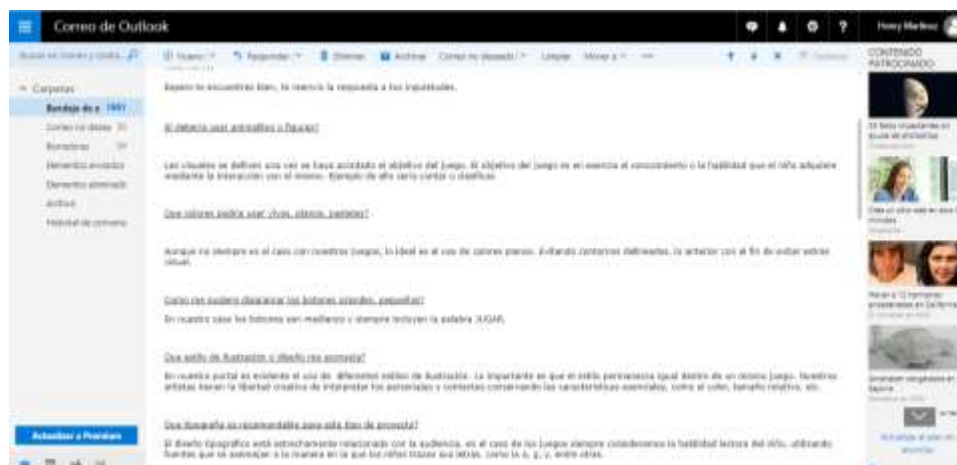 Correo de Outlook
Henry Martinez
Nuevo
Responder
Eliminar
Archivar
Correo no deseado
Limpiar
Mover a
CONTENIDO
PATROCINADO
Carpetas
Bandeja de e
Correo no desea
Borradores
Elementos enviados
Elementos eliminado
Archivo
Historial de conversa
Espero te encuentres bien, te reenvío la respuesta a tus inquietudes.
Si debería usar animalitos o figuras?
Los visuales se definen una vez se haya acordado el objetivo del juego. El objetivo del juego es en esencia el conocimiento o la habilidad que el niño adquiere
mediante la interacción con el mismo. Ejemplo de ello sería contar o clasificar.
Que colores podría usar vivos, planos, pasteles?
Aunque no siempre es el caso con nuestros juegos, lo ideal es el uso de colores planos. Evitando contornos delineados, lo anterior con el fin de evitar estrés
visual.
Como me sugiere diagramar los botones grandes, pequeños?
En nuestro caso los botones son medianos y siempre incluyen la palabra JUGAR.
Que estilo de ilustración o diseño me aconseja?
En nuestro portal es evidente el uso de diferentes estilos de ilustración. Lo importante es que el estilo permanezca igual dentro de un mismo juego. Nuestros
artistas tienen la libertad creativa de interpretar los personajes y contextos conservando las características esenciales, como el color, tamaño relativo, etc.
Que tipografía es recomendable para este tipo de proyecto?
El diseño tipográfico está estrechamente relacionado con la audiencia, en el caso de los juegos siempre consideramos la habilidad lectora del niño, utilizando
fuentes que se asemejan a la manera en la que los niños trazan sus letras, como la a, g, y, entre otras.
Actualizar a Premium